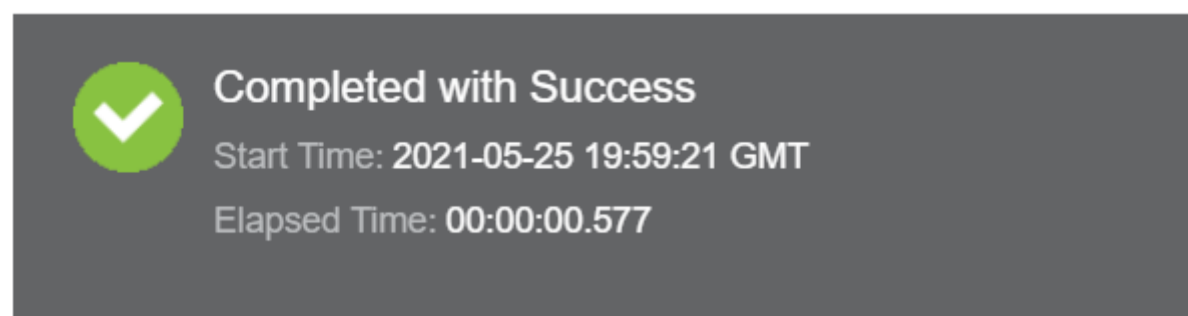 Completed with Success
Start Time: 2021-05-25 19:59:21 GMT
Elapsed Time: 00:00:00.577